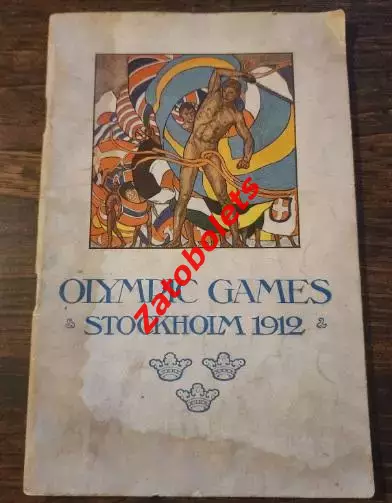 OLYMPIC GAMES
STOCKHOLM 1912
Zatobolets